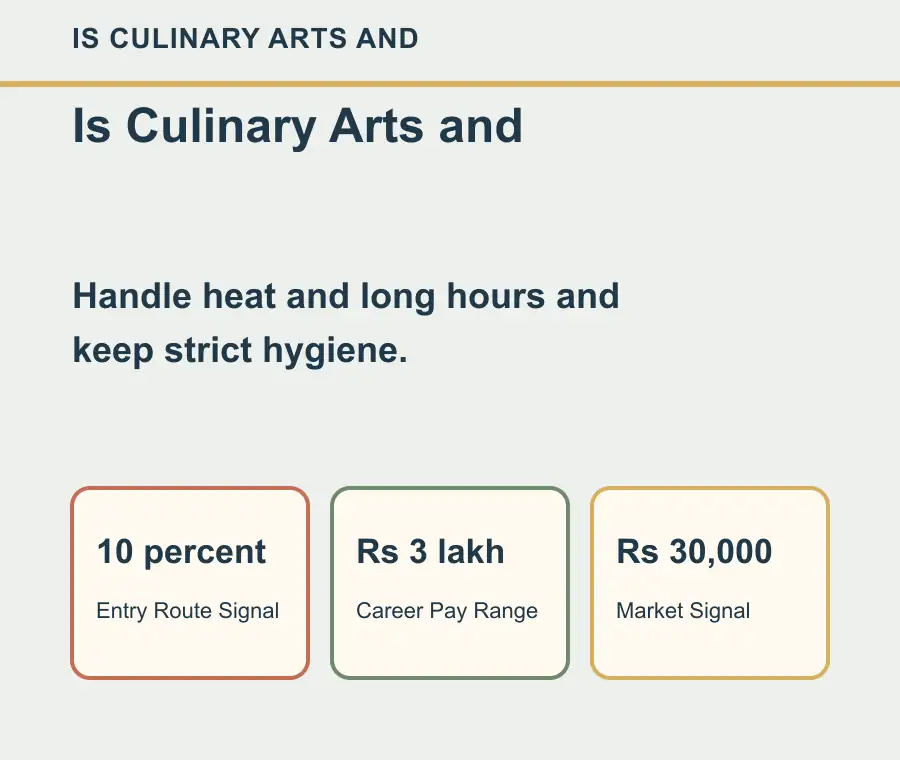 IS CULINARY ARTS AND
Is Culinary Arts and
Handle heat and long hours and
keep strict hygiene.
10 percent
Entry Route Signal
Rs 3 lakh
Career Pay Range
Rs 30,000
Market Signal